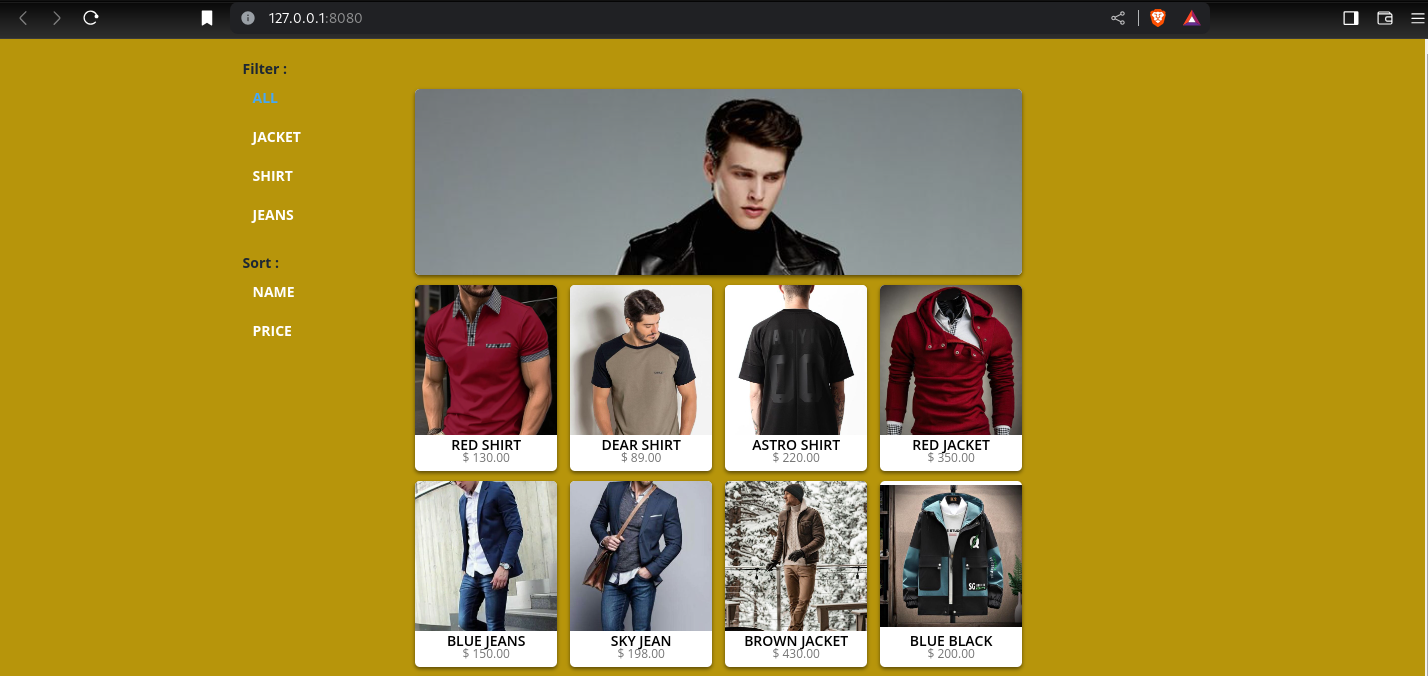 127.0.0.1:8080
Filter :
ALL
JACKET
SHIRT
JEANS
Sort :
NAME
PRICE
RED SHIRT
$ 130.00
DEAR SHIRT
$ 89.00
ASTRO SHIRT
$ 220.00
RED JACKET
$ 350.00
BLUE JEANS
$ 150.00
SKY JEAN
$ 198.00
BROWN JACKET
$ 430.00
BLUE BLACK
$ 200.00